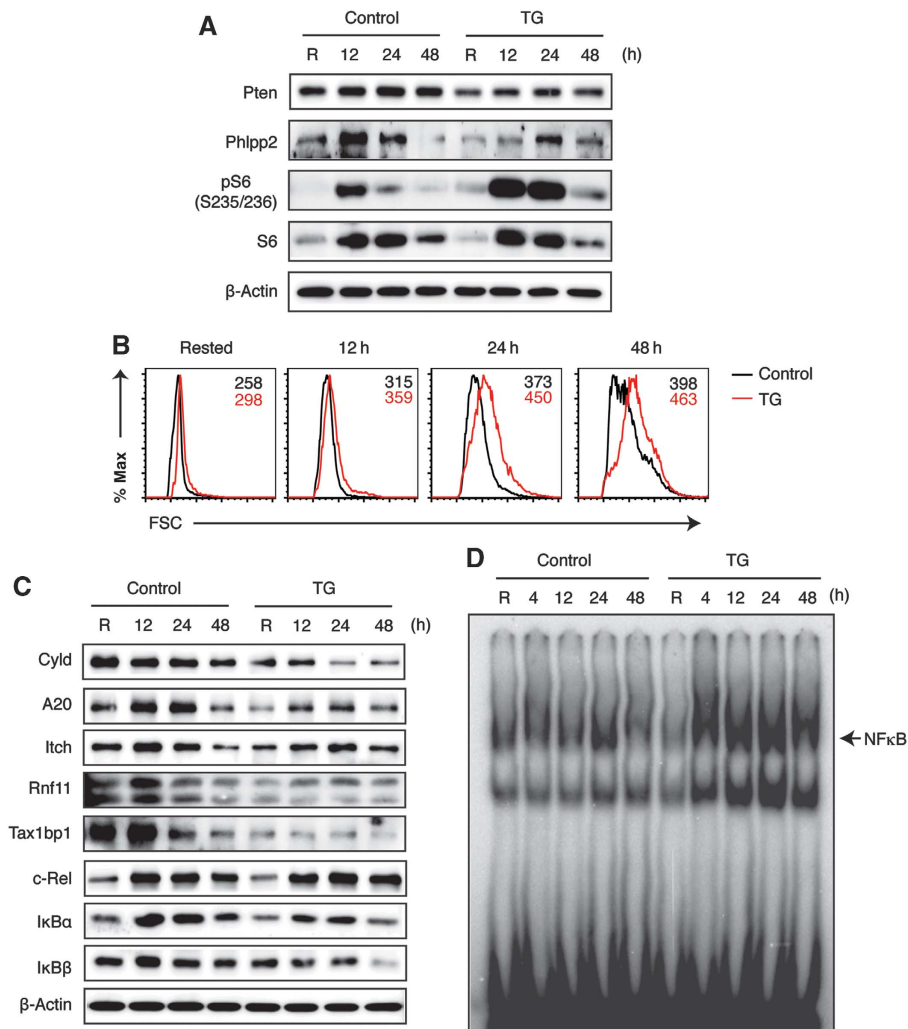 A
Control TG
R 12 24 48 R 12 24 48 (h)
Pten
Phlpp2
pS6
(S235/236)
S6
β-Actin
B
Rested 12 h 24 h 48 h
258 315 373 398
298 359 450 463
Control
TG
% Max
FSC
C
Control TG
R 12 24 48 R 12 24 48 (h)
Cyld
A20
Itch
Rnf11
Tax1bp1
c-Rel
IκBα
IκBβ
β-Actin
D
Control TG
R 4 12 24 48 R 4 12 24 48 (h)
NFκB